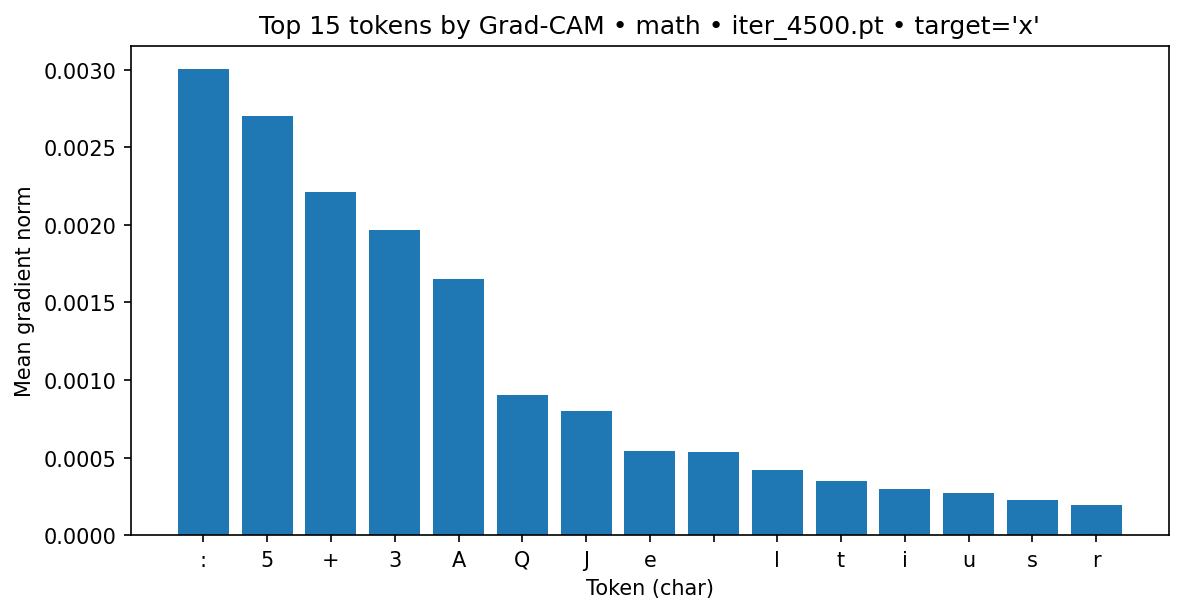 Top 15 tokens by Grad-CAM • math • iter_4500.pt • target='x'
Mean gradient norm
0.0030
0.0025
0.0020
0.0015
0.0010
0.0005
0.0000
: 5 + 3 A Q J e l t i u s r
Token (char)